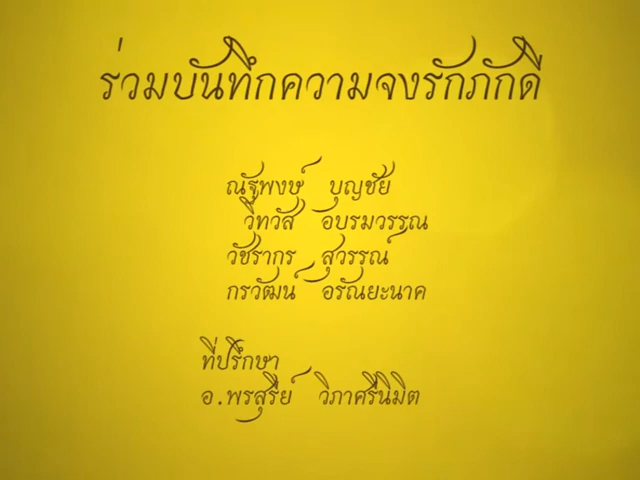 ร่วมบันทึกความจงรักภักดี
ณัฐพงษ์ บุญชัย
วิทวัส อบรมวรรณ
วัชรากร สุวรรณ์
กรวัฒน์ อรัณยะนาค
ที่ปรึกษา
อ.พรสุรีย์ วิภาศรีนิมิต